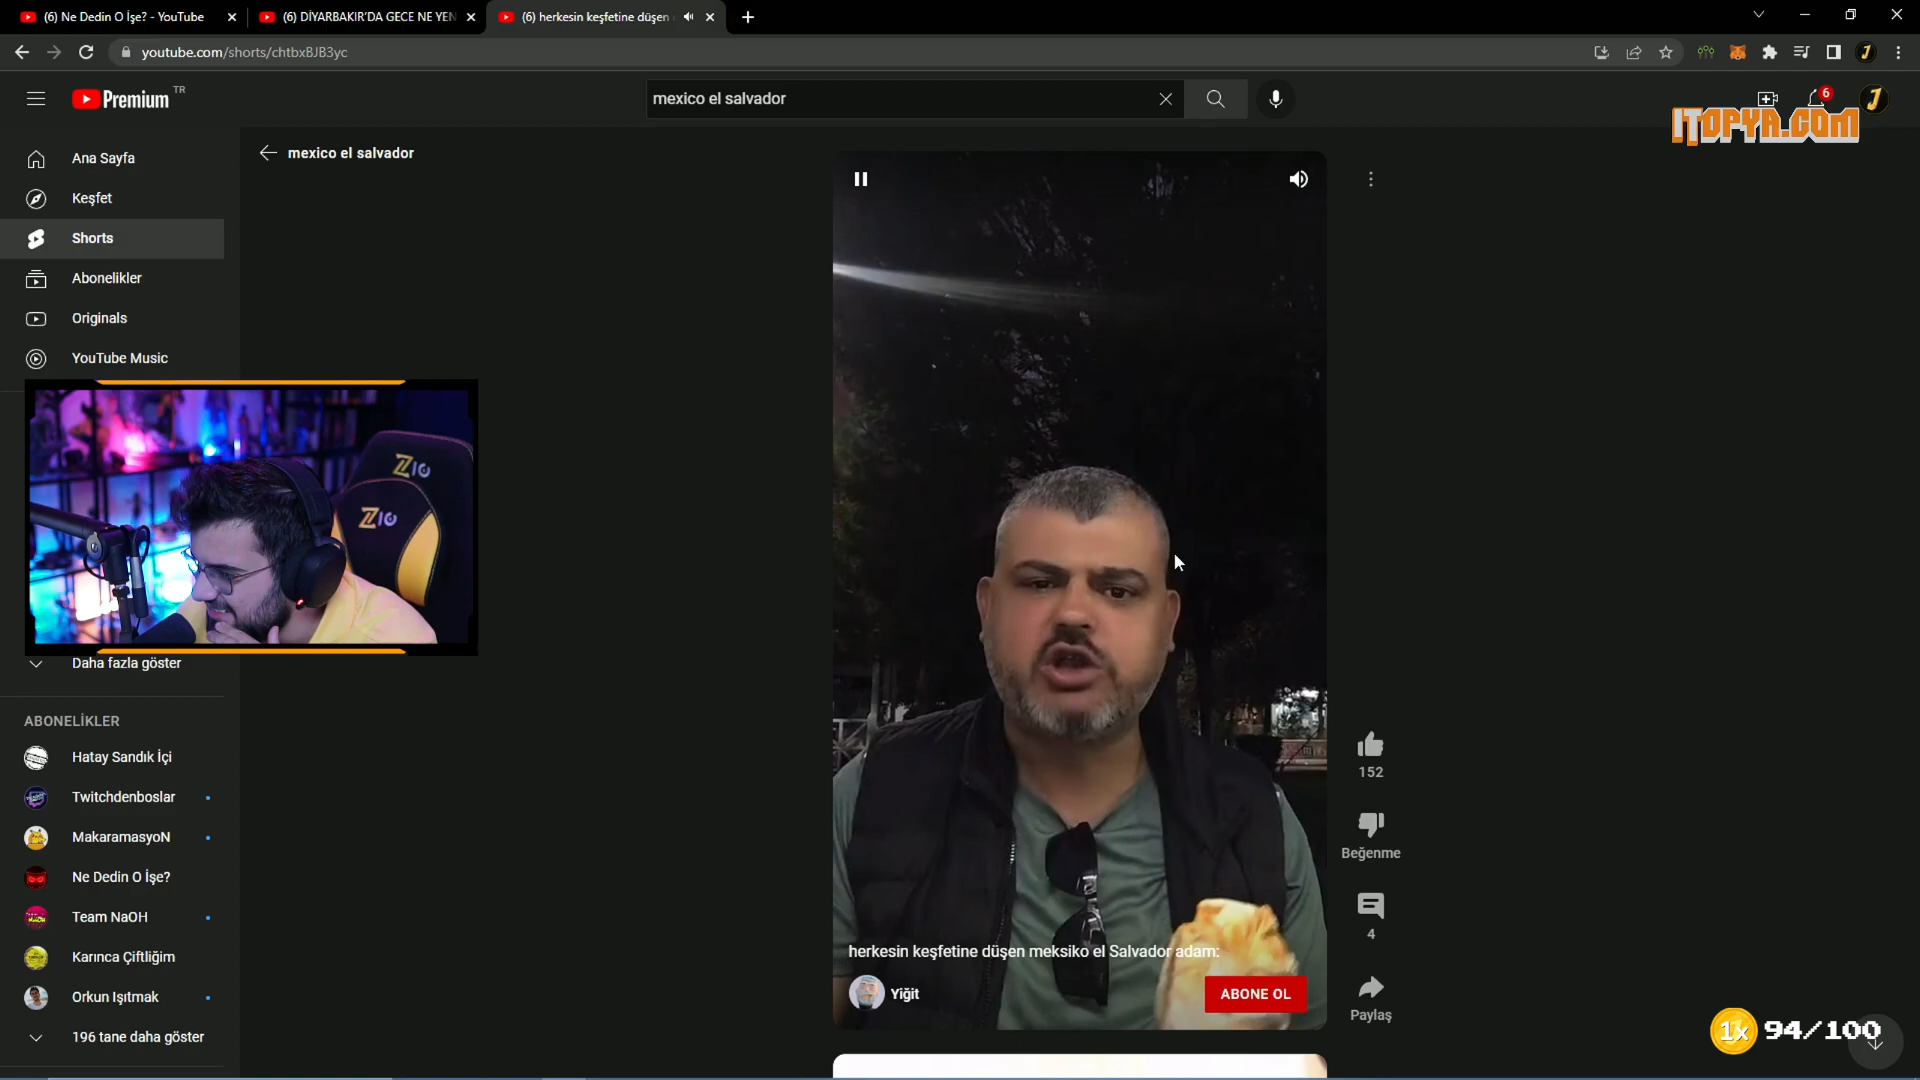 (6) Ne Dedin O İşe? - YouTube
(6) DİYARBAKIR'DA GECE NE YEN
(6) herkesin keşfetine düşen
youtube.com/shorts/chtbxBJB3yc
Premium TR
mexico el salvador
6
J
ITOPYA.COM
mexico el salvador
Ana Sayfa
Keşfet
Shorts
Abonelikler
Originals
YouTube Music
ZIO
ZIO
Daha fazla göster
ABONELİKLER
Hatay Sandık İçi
Twitchdenboslar
MakaramasyoN
Ne Dedin O İşe?
Team NaOH
Karınca Çiftliğim
Orkun Işıtmak
196 tane daha göster
152
Beğenme
4
Paylaş
herkesin keşfetine düşen meksiko el Salvador adam:
Yiğit
ABONE OL
1x 94/100